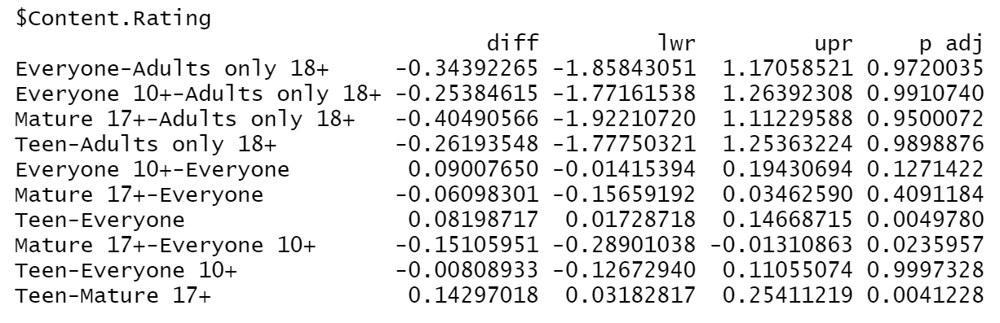 $Content.Rating
diff lwr upr p adj
Everyone-Adults only 18+ -0.34392265 -1.85843051 1.17058521 0.9720035
Everyone 10+-Adults only 18+ -0.25384615 -1.77161538 1.26392308 0.9910740
Mature 17+-Adults only 18+ -0.40490566 -1.92210720 1.11229588 0.9500072
Teen-Adults only 18+ -0.26193548 -1.77750321 1.25363224 0.9898876
Everyone 10+-Everyone 0.09007650 -0.01415394 0.19430694 0.1271422
Mature 17+-Everyone -0.06098301 -0.15659192 0.03462590 0.4091184
Teen-Everyone 0.08198717 0.01728718 0.14668715 0.0049780
Mature 17+-Everyone 10+ -0.15105951 -0.28901038 -0.01310863 0.0235957
Teen-Everyone 10+ -0.00808933 -0.12672940 0.11055074 0.9997328
Teen-Mature 17+ 0.14297018 0.03182817 0.25411219 0.0041228